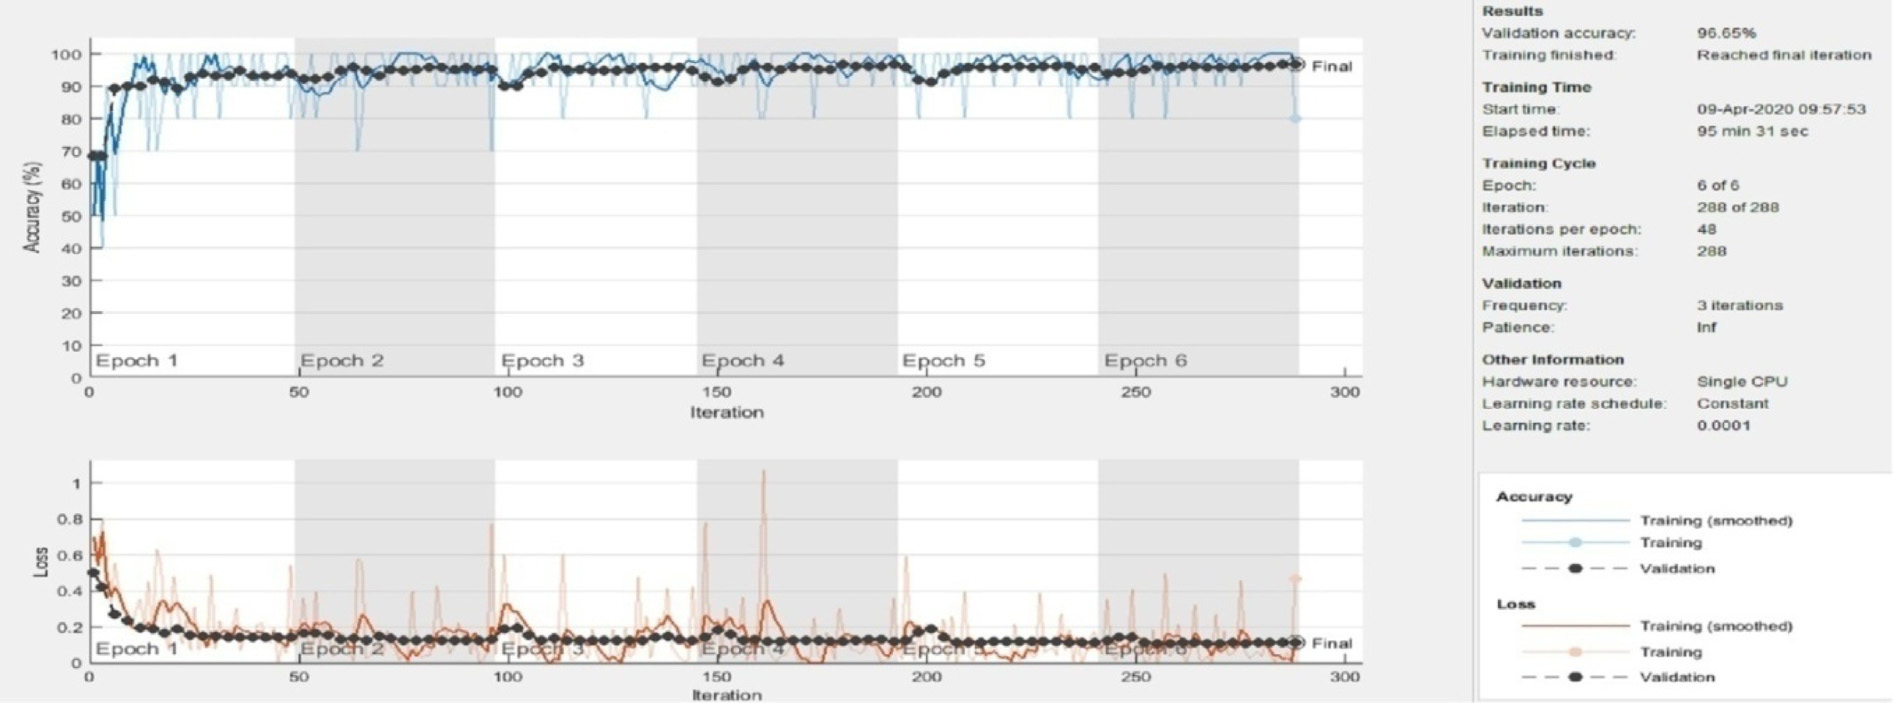 Accuracy (%)
100
90
80
70
60
50
40
30
20
10
0
Final
Epoch 1
Epoch 2
Epoch 3
Epoch 4
Epoch 5
Epoch 6
0
50
100
150
200
250
300
Iteration
Loss
1
0.8
0.6
0.4
0.2
0
Final
Epoch 1
Epoch 2
Epoch 3
Epoch 4
Epoch 5
Epoch 6
0
50
100
150
200
250
300
Iteration
Results
Validation accuracy: 96.65%
Training finished: Reached final iteration
Training Time
Start time: 09-Apr-2020 09:57:53
Elapsed time: 95 min 31 sec
Training Cycle
Epoch: 6 of 6
Iteration: 288 of 288
Iterations per epoch: 48
Maximum iterations: 288
Validation
Frequency: 3 iterations
Patience: Inf
Other Information
Hardware resource: Single CPU
Learning rate schedule: Constant
Learning rate: 0.0001
Accuracy
Training (smoothed)
Training
Validation
Loss
Training (smoothed)
Training
Validation